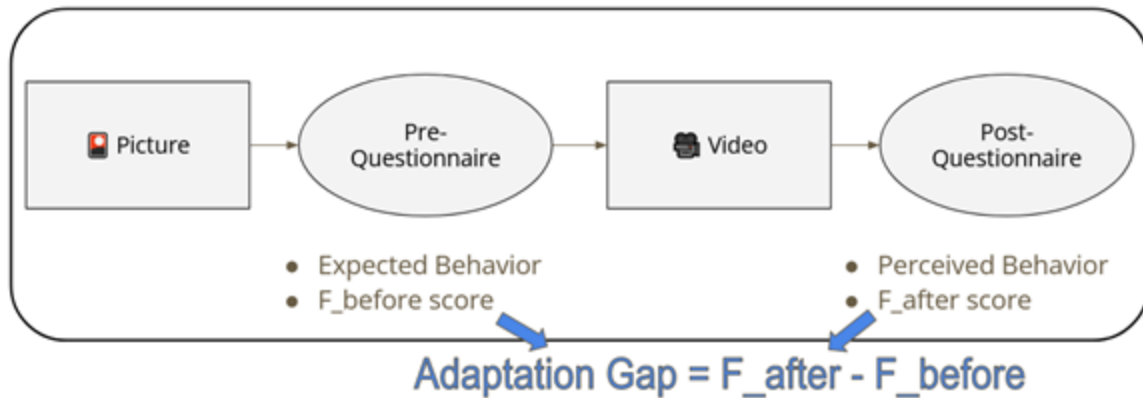 Picture
Pre-
Questionnaire
Video
Post-
Questionnaire
• Expected Behavior
• F_before score
• Perceived Behavior
• F_after score
Adaptation Gap = F_after - F_before